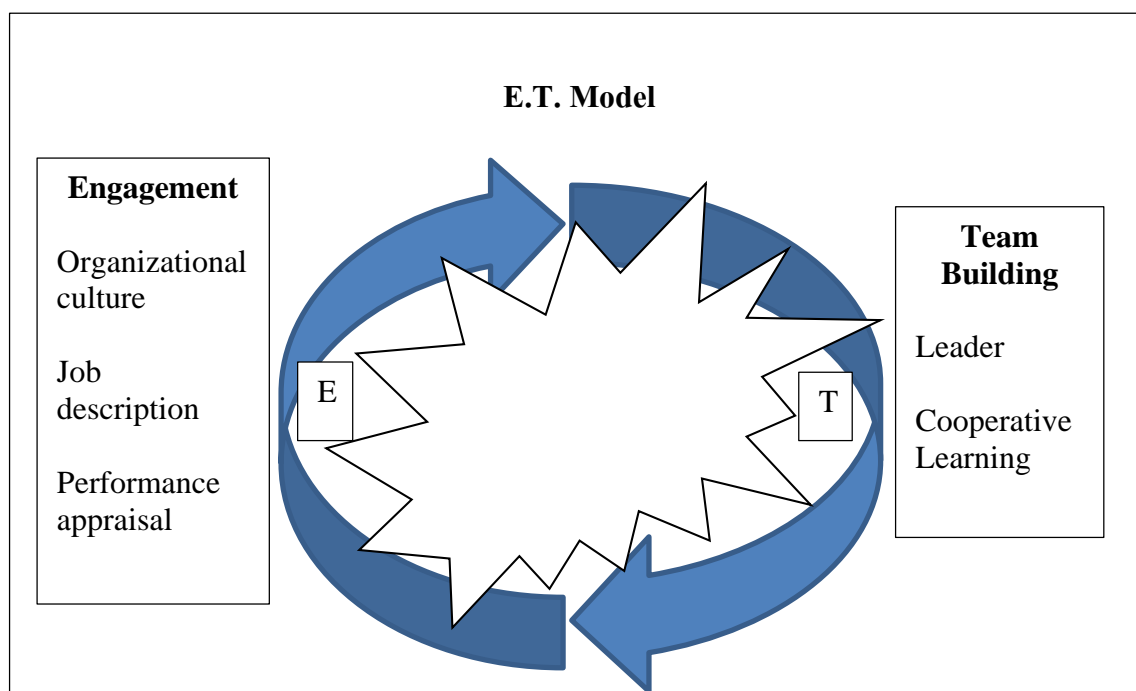 E.T. Model
Engagement
Organizational
culture
Job
description
Performance
appraisal
E
T
Team
Building
Leader
Cooperative
Learning